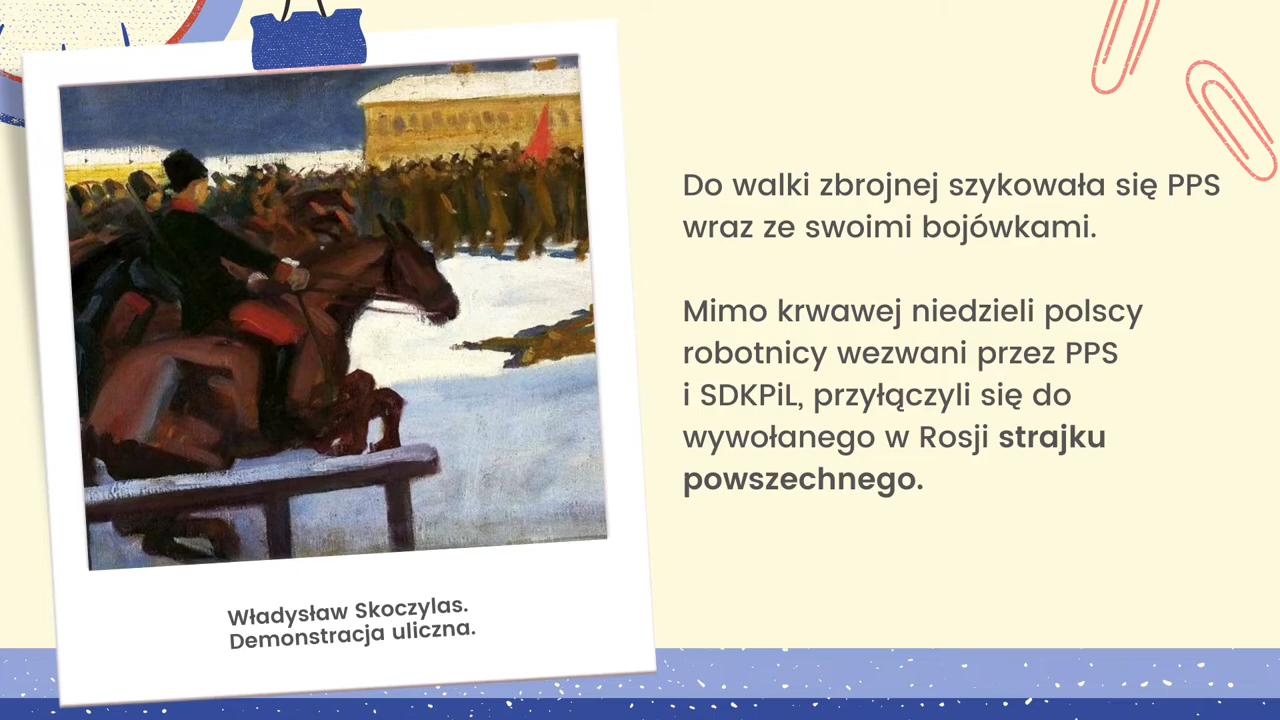 Do walki zbrojnej szykowała się PPS
wraz ze swoimi bojówkami.
Mimo krwawej niedzieli polscy
robotnicy wezwani przez PPS
i SDKPiL, przyłączyli się do
wywołanego w Rosji strajku
powszechnego.
Władysław Skoczylas.
Demonstracja uliczna.